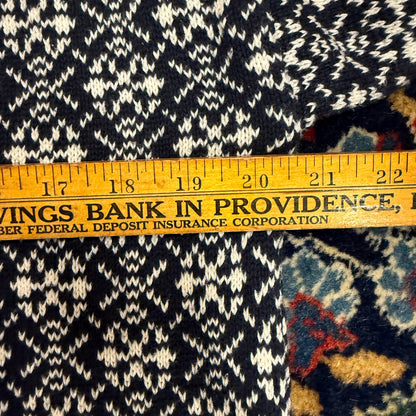 17 18 19 20 21 22
VINGS BANK IN PROVIDENCE,
BER FEDERAL DEPOSIT INSURANCE CORPORATION